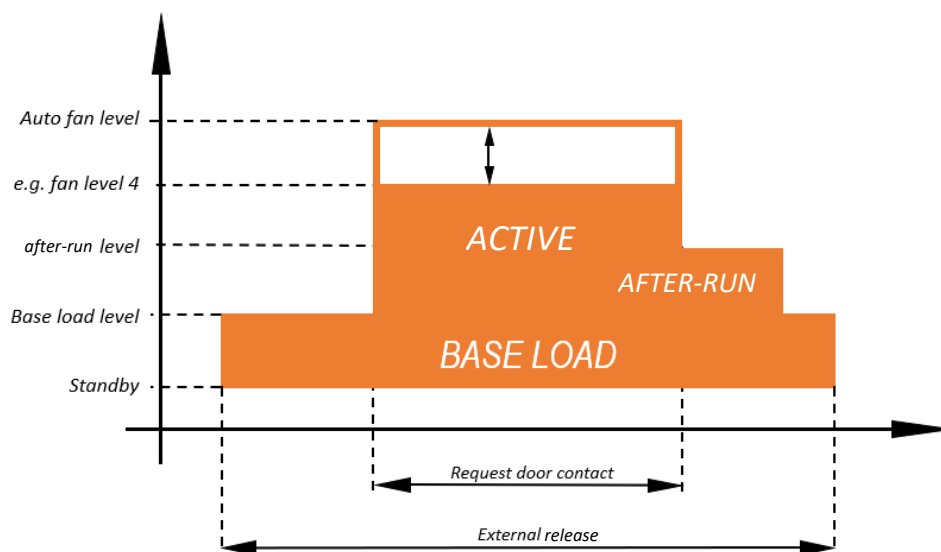 Auto fan level
e.g. fan level 4
after-run level
Base load level
Standby
ACTIVE
AFTER-RUN
BASE LOAD
Request door contact
External release